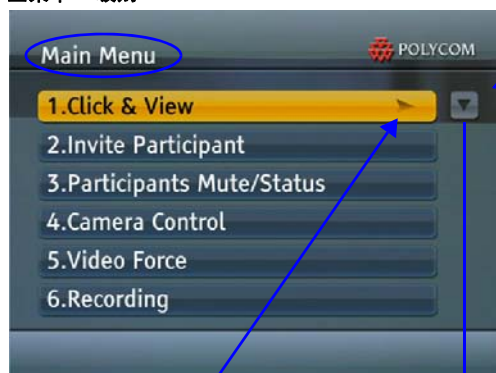 Main Menu
POLYCOM
1.Click & View
2.Invite Participant
3.Participants Mute/Status
4.Camera Control
5.Video Force
6.Recording